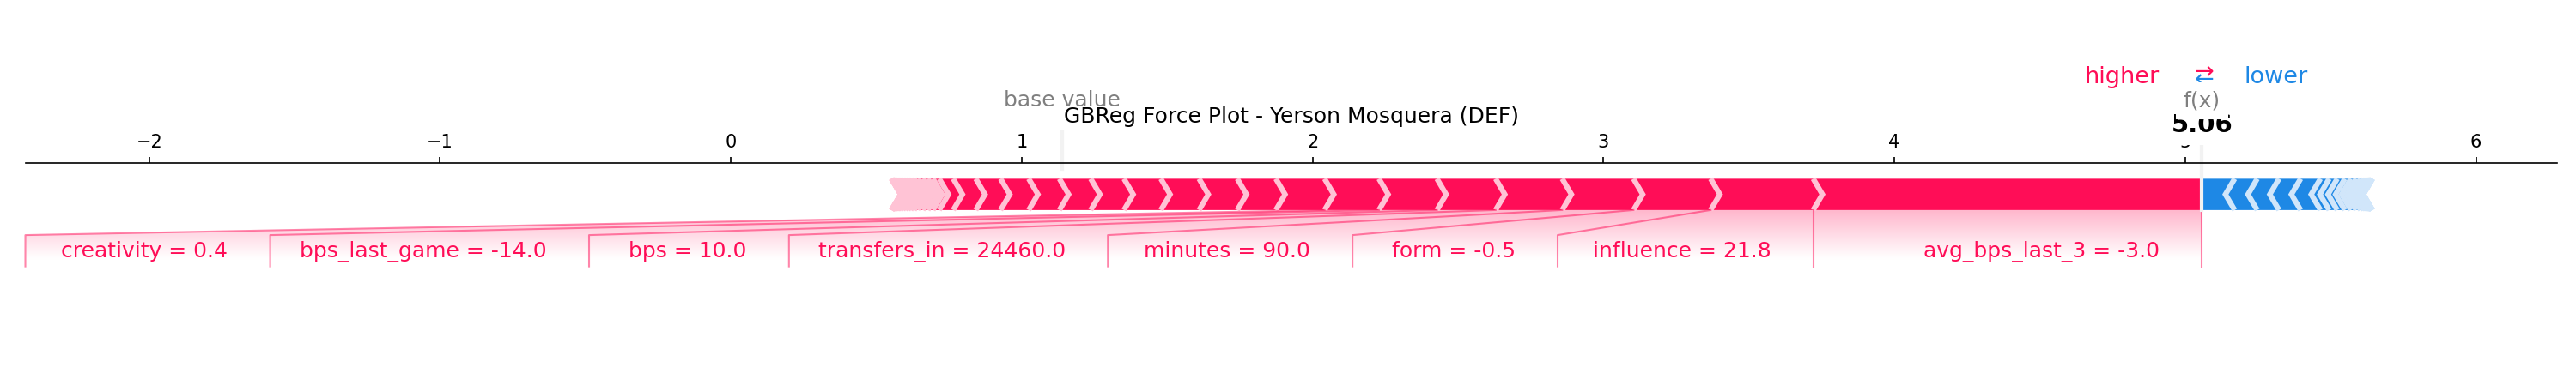 higher ⇄ lower
base value
f(x)
GBReg Force Plot - Yerson Mosquera (DEF)
5.06
−2 −1 0 1 2 3 4 5 6
creativity = 0.4 bps_last_game = -14.0 bps = 10.0 transfers_in = 24460.0 minutes = 90.0 form = -0.5 influence = 21.8 avg_bps_last_3 = -3.0